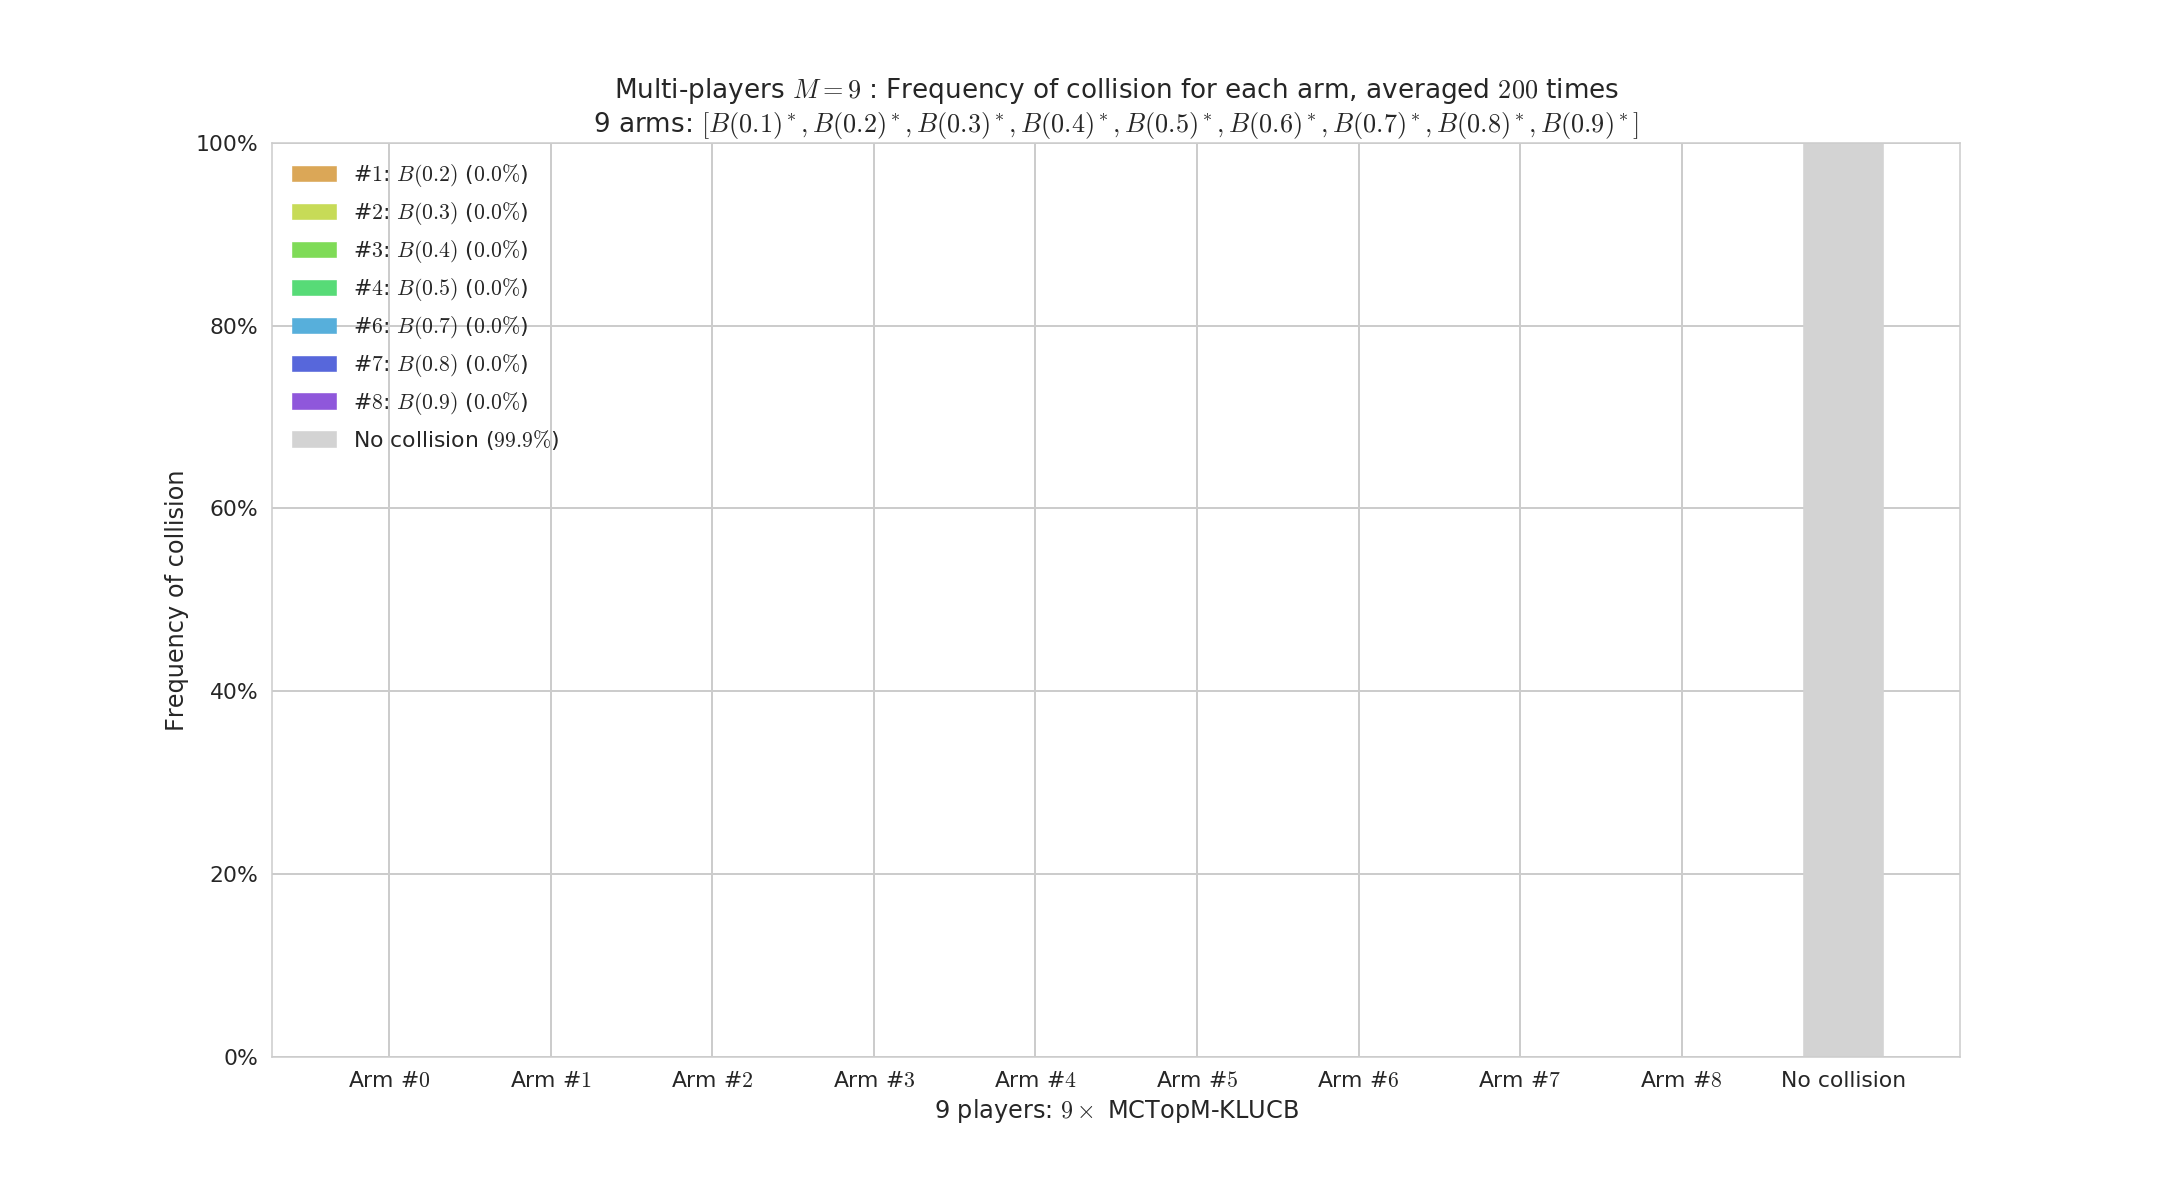 Multi-players M = 9 : Frequency of collision for each arm, averaged 200 times
9 arms: [B(0.1)*, B(0.2)*, B(0.3)*, B(0.4)*, B(0.5)*, B(0.6)*, B(0.7)*, B(0.8)*, B(0.9)*]
100%
80%
60%
40%
20%
0%
Frequency of collision
#1: B(0.2) (0.0%)
#2: B(0.3) (0.0%)
#3: B(0.4) (0.0%)
#4: B(0.5) (0.0%)
#6: B(0.7) (0.0%)
#7: B(0.8) (0.0%)
#8: B(0.9) (0.0%)
No collision (99.9%)
Arm #0 Arm #1 Arm #2 Arm #3 Arm #4 Arm #5 Arm #6 Arm #7 Arm #8 No collision
9 players: 9× MCTopM-KLUCB